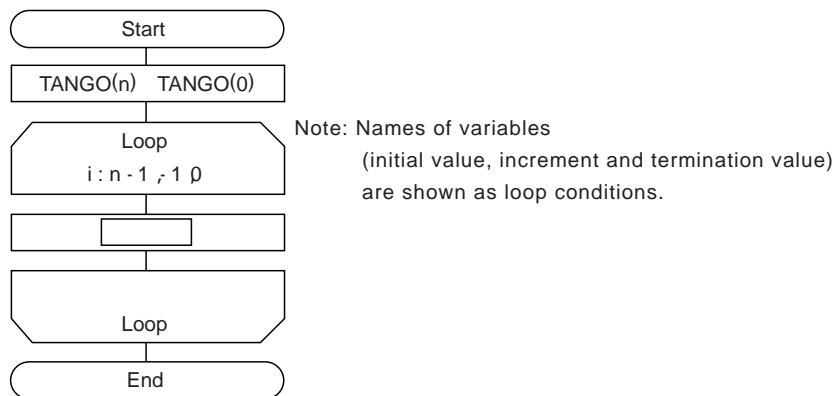 Start
TANGO(n) TANGO(0)
Loop
i : n - 1 , - 1 , 0
Note: Names of variables
(initial value, increment and termination value)
are shown as loop conditions.
Loop
End